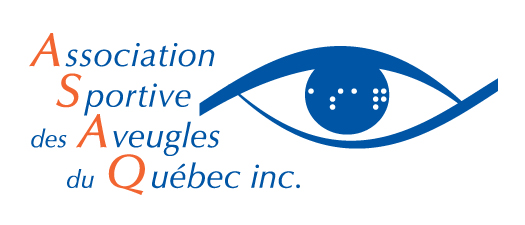 Association
Sportive
des Aveugles
du Québec inc.
⠁⠎⠁⠟